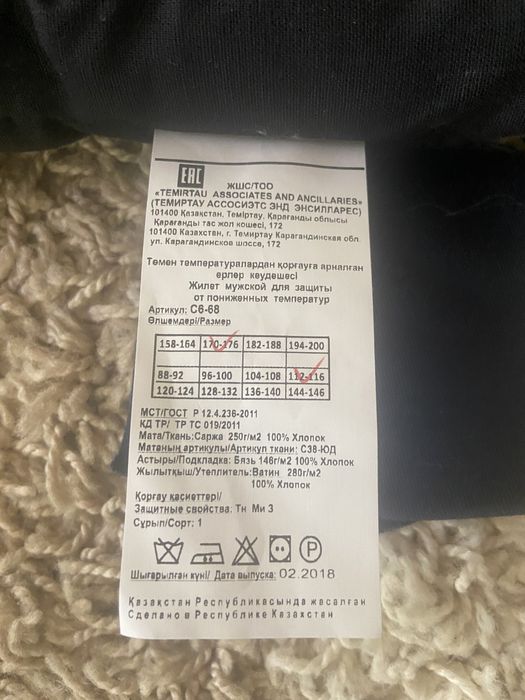 ЕАС
ЖШС/ТОО
«TEMIRTAU ASSOCIATES AND ANCILLARIES»
(ТЕМИРТАУ АССОСИЭТС ЭНД ЭНСИЛЛАРЕС)
101400 Қазақстан, Теміртау, Қарағанды облысы
Қарағанды тас жол көшесі, 172
101400 Казахстан, г. Темиртау Карагандинская обл.
ул. Карагандинское шоссе, 172
Төмен температуралардан қорғауға арналған
ерлер кеудешесі
Жилет мужской для защиты
от пониженных температур
Артикул: С6-68
Өлшемдері/Размер
158-164 170-176 182-188 194-200
88-92 96-100 104-108 112-116
120-124 128-132 136-140 144-146
МСТ/ГОСТ Р 12.4.236-2011
КД ТР/ ТР ТС 019/2011
Мата/Ткань:Саржа 250г/м2 100% Хлопок
Матаның артикулы/Артикул ткани: С38-ЮД
Астыры/Подкладка: Бязь 146г/м2 100% Хлопок
Жылытқыш/Утеплитель:Ватин 280г/м2
100% Хлопок
Қорғау қасиеттері/
Защитные свойства: Тн Ми З
Сұрып/Сорт: 1
P
Шығарылған күні/ Дата выпуска: 02.2018
Қазақстан Республикасында жасалған
Сделано в Республике Казахстан